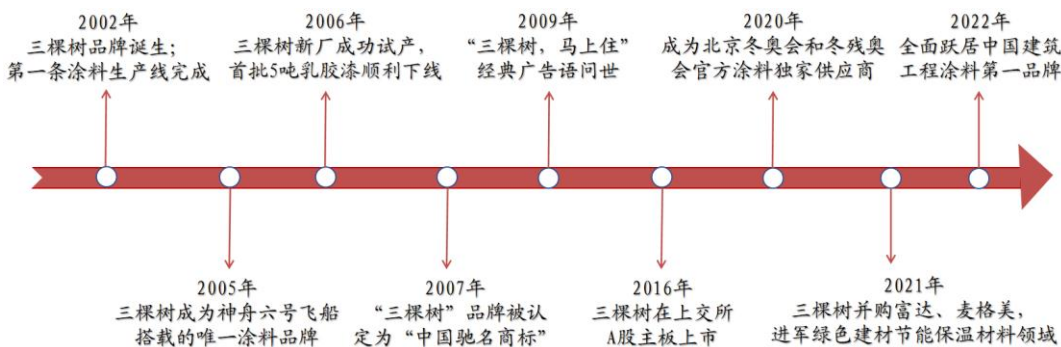 2002年
三棵树品牌诞生；
第一条涂料生产线完成
2005年
三棵树成为神舟六号飞船
搭载的唯一涂料品牌
2006年
三棵树新厂成功试产，
首批5吨乳胶漆顺利下线
2007年
“三棵树”品牌被认
定为“中国驰名商标”
2009年
“三棵树，马上住”
经典广告语问世
2016年
三棵树在上交所
A股主板上市
2020年
成为北京冬奥会和冬残奥
会官方涂料独家供应商
2021年
三棵树并购富达、麦格美，
进军绿色建材节能保温材料领域
2022年
全面跃居中国建筑
工程涂料第一品牌